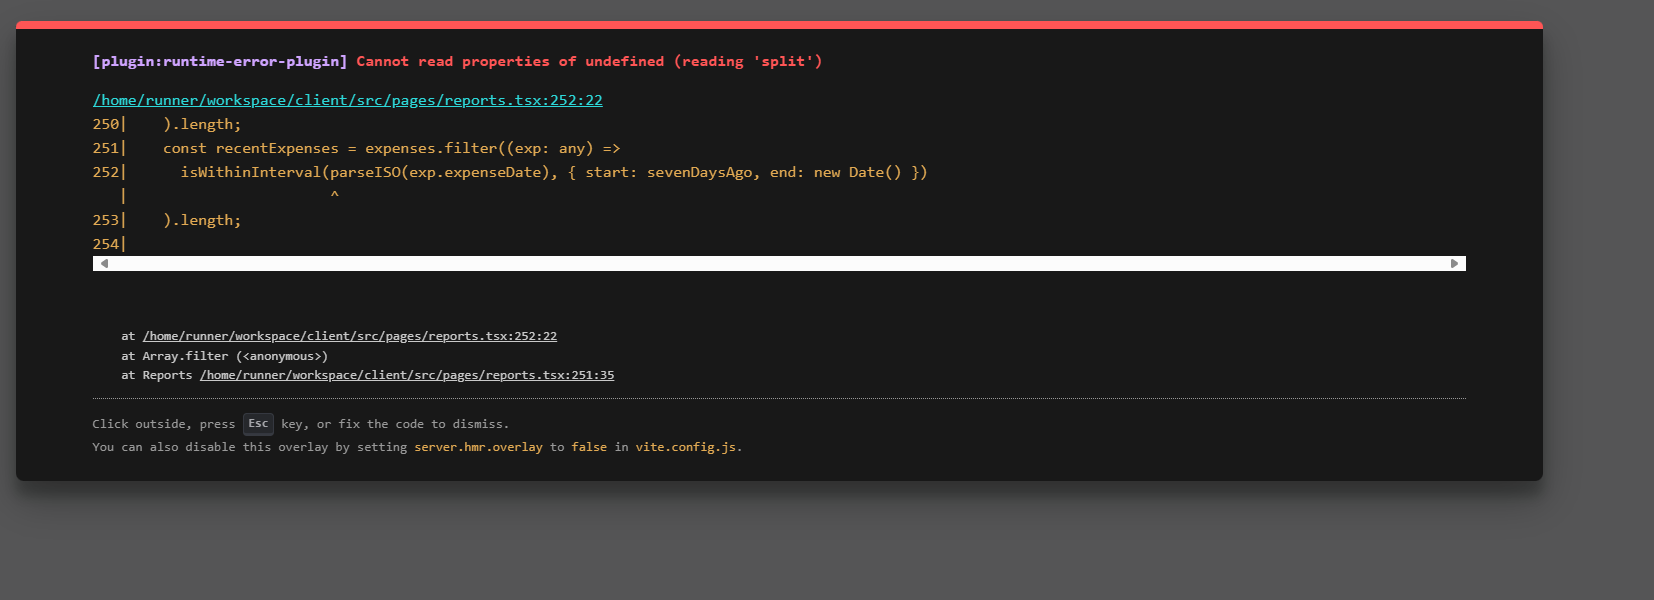 [plugin:runtime-error-plugin] Cannot read properties of undefined (reading 'split')
/home/runner/workspace/client/src/pages/reports.tsx:252:22
250|    ).length;
251|    const recentExpenses = expenses.filter((exp: any) =>
252|      isWithinInterval(parseISO(exp.expenseDate), { start: sevenDaysAgo, end: new Date() })
   |                       ^
253|    ).length;
254|
at /home/runner/workspace/client/src/pages/reports.tsx:252:22
at Array.filter (<anonymous>)
at Reports /home/runner/workspace/client/src/pages/reports.tsx:251:35
Click outside, press Esc key, or fix the code to dismiss.
You can also disable this overlay by setting server.hmr.overlay to false in vite.config.js.